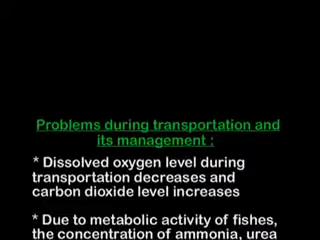 Problems during transportation and
its management :
* Dissolved oxygen level during
transportation decreases and
carbon dioxide level increases
* Due to metabolic activity of fishes,
the concentration of ammonia, urea